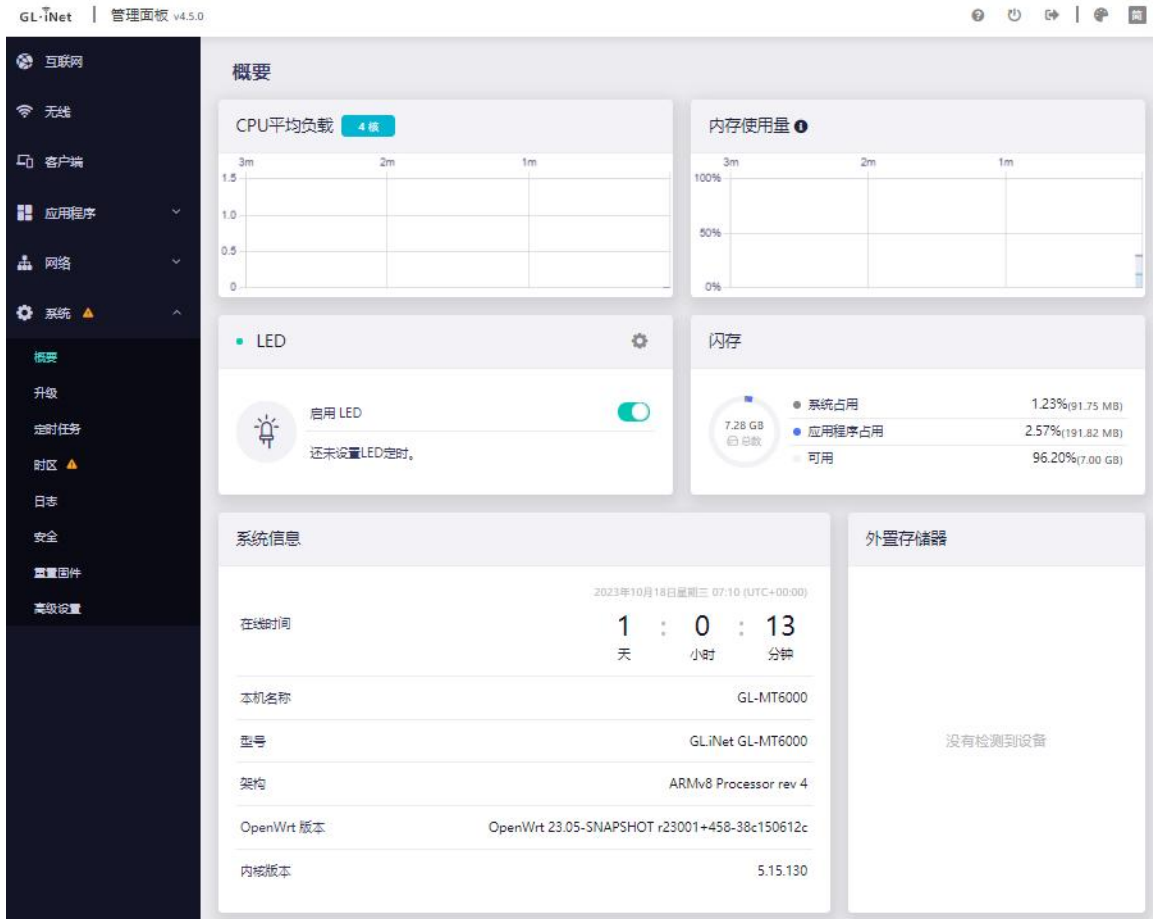 GL·iNet | 管理面板 v4.5.0
简
互联网
无线
客户端
应用程序
网络
系统
概要
升级
定时任务
时区
日志
安全
重置固件
高级设置
概要
CPU平均负载 4 核
3m 2m 1m
1.5
1.0
0.5
0
内存使用量
3m 2m 1m
100%
50%
0%
LED
启用 LED
还未设置LED定时。
闪存
7.28 GB
总数
系统占用 1.23%(91.75 MB)
应用程序占用 2.57%(191.82 MB)
可用 96.20%(7.00 GB)
系统信息
2023年10月18日星期三 07:10 (UTC+00:00)
在线时间 1 : 0 : 13
天 小时 分钟
本机名称 GL-MT6000
型号 GL.iNet GL-MT6000
架构 ARMv8 Processor rev 4
OpenWrt 版本 OpenWrt 23.05-SNAPSHOT r23001+458-38c150612c
内核版本 5.15.130
外置存储器
没有检测到设备